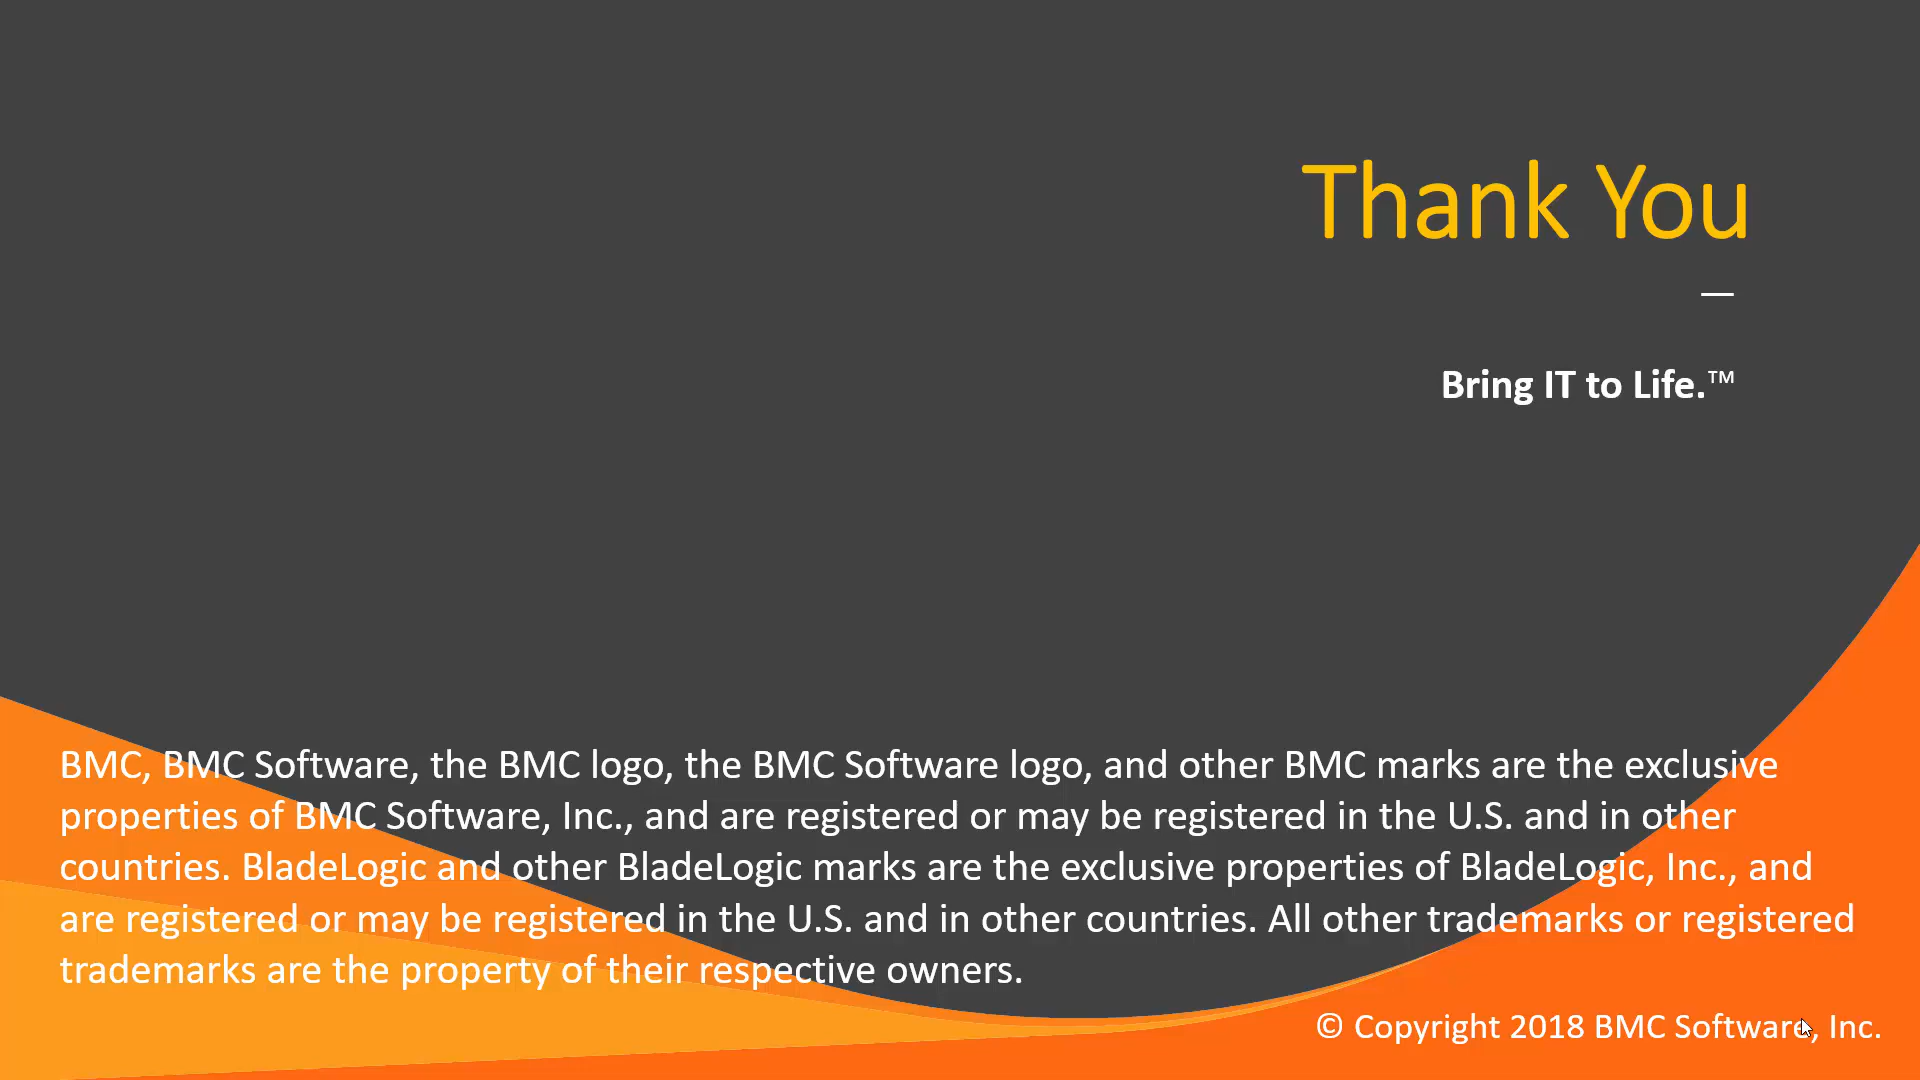 Thank You
—
Bring IT to Life.™
BMC, BMC Software, the BMC logo, the BMC Software logo, and other BMC marks are the exclusive
properties of BMC Software, Inc., and are registered or may be registered in the U.S. and in other
countries. BladeLogic and other BladeLogic marks are the exclusive properties of BladeLogic, Inc., and
are registered or may be registered in the U.S. and in other countries. All other trademarks or registered
trademarks are the property of their respective owners.
© Copyright 2018 BMC Software, Inc.